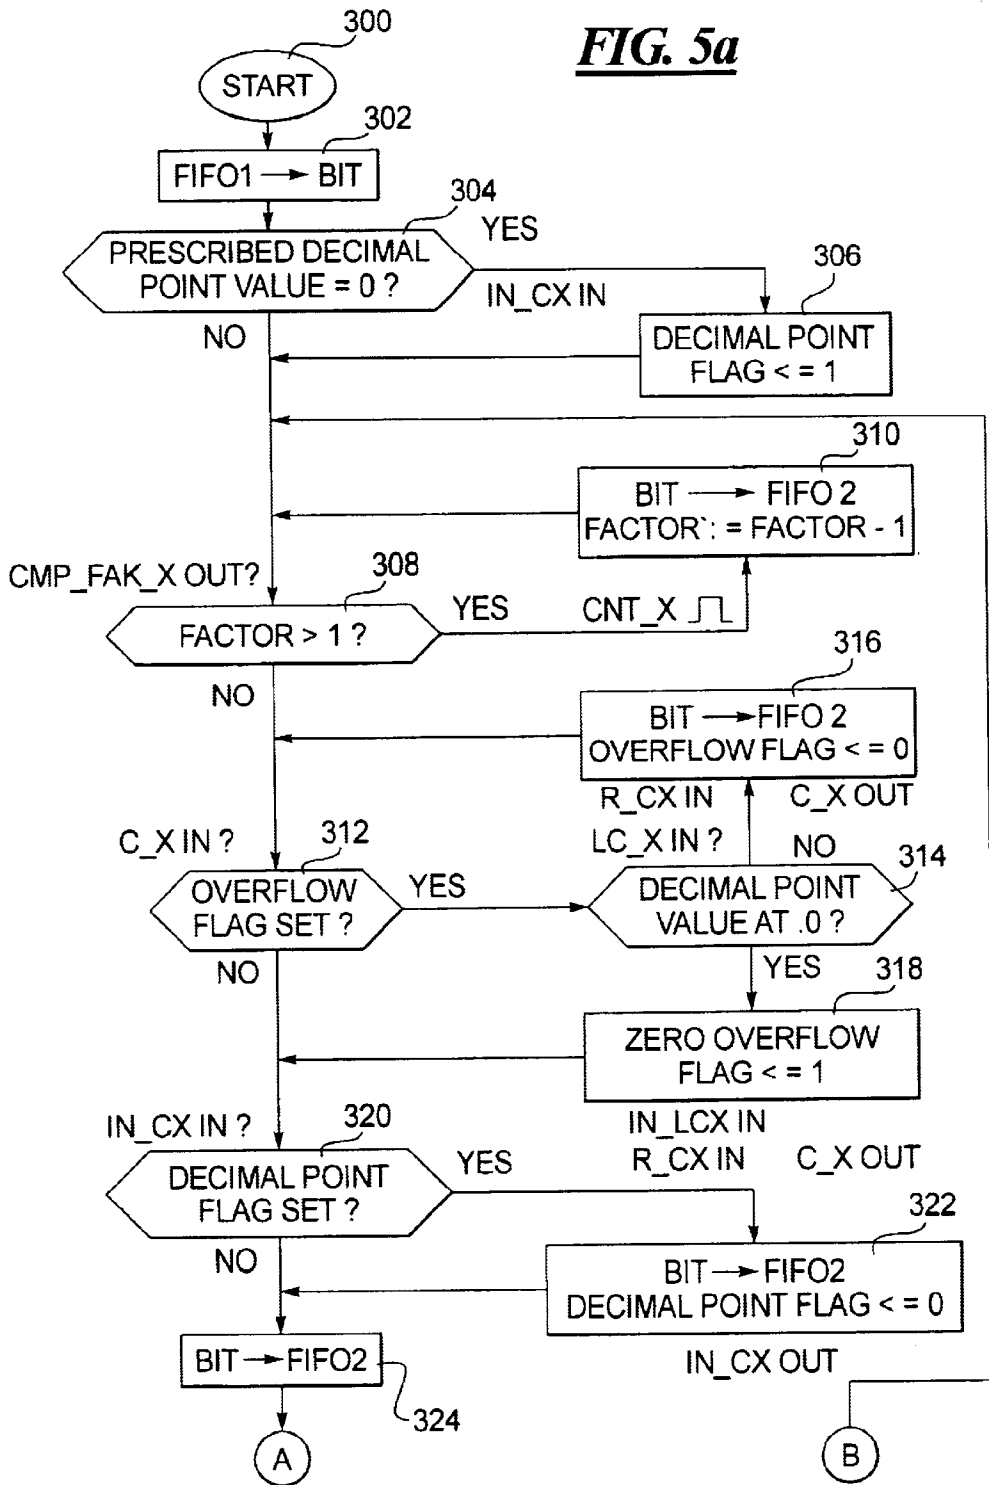 FIG. 5a
300
START
302
FIFO1 → BIT
304
YES
PRESCRIBED DECIMAL
POINT VALUE = 0 ?
IN_CX IN
306
NO
DECIMAL POINT
FLAG < = 1
310
BIT → FIFO 2
FACTOR`: = FACTOR - 1
CMP_FAK_X OUT?
308
FACTOR > 1 ?
YES
CNT_X
NO
316
BIT → FIFO 2
OVERFLOW FLAG < = 0
R_CX IN
C_X OUT
C_X IN ?
312
LC_X IN ?
NO
314
OVERFLOW
FLAG SET ?
YES
DECIMAL POINT
VALUE AT .0 ?
NO
YES
318
ZERO OVERFLOW
FLAG < = 1
IN_LCX IN
R_CX IN
C_X OUT
IN_CX IN ?
320
DECIMAL POINT
FLAG SET ?
YES
322
NO
BIT → FIFO2
DECIMAL POINT FLAG < = 0
IN_CX OUT
BIT → FIFO2
324
A
B